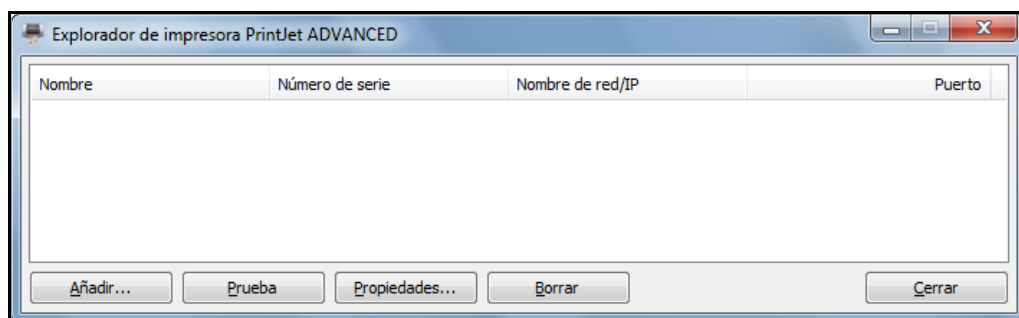 Explorador de impresora PrintJet ADVANCED
Nombre Número de serie Nombre de red/IP Puerto
Añadir... Prueba Propiedades... Borrar Cerrar